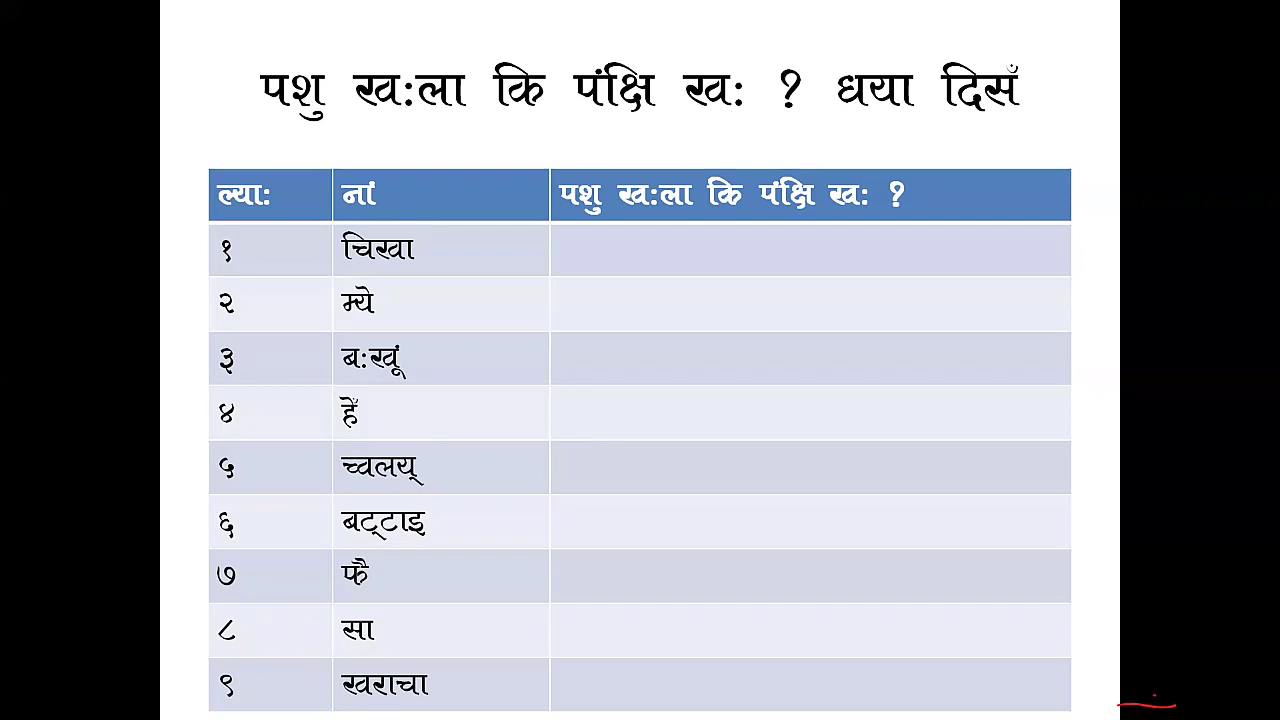 पशु खःला कि पंक्षि खः ? धया दिसँ
ल्याः नां पशु खःला कि पंक्षि खः ?
१ चिखा
२ म्ये
३ बःखूं
४ हँे
५ च्वलय्
६ बट्टाइ
७ फै
८ सा
९ खराचा